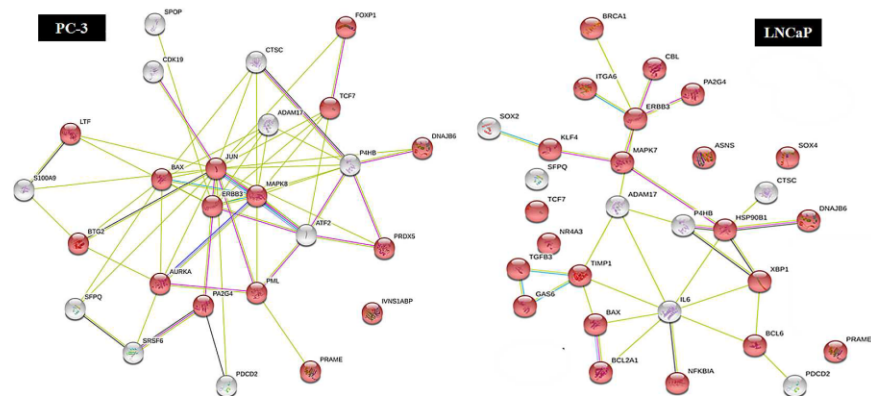 PC-3
SPOP
FOXP1
CDK19
CTSC
TCF7
ADAM17
LTF
DNAJB6
JUN
P4HB
BAX
S100A9
MAPK8
ERBB3
ATF2
BTG2
PRDX5
AURKA
PML
PA2G4
SFPQ
IVNS1ABP
SRSF6
PRAME
PDCD2
LNCaP
BRCA1
CBL
ITGA6
PA2G4
ERBB3
SOX2
KLF4
ASNS
SOX4
MAPK7
SFPQ
CTSC
TCF7
ADAM17
P4HB
HSP90B1
DNAJB6
NR4A3
TGFB3
TIMP1
XBP1
GAS6
IL6
BAX
BCL6
PRAME
BCL2A1
NFKBIA
PDCD2